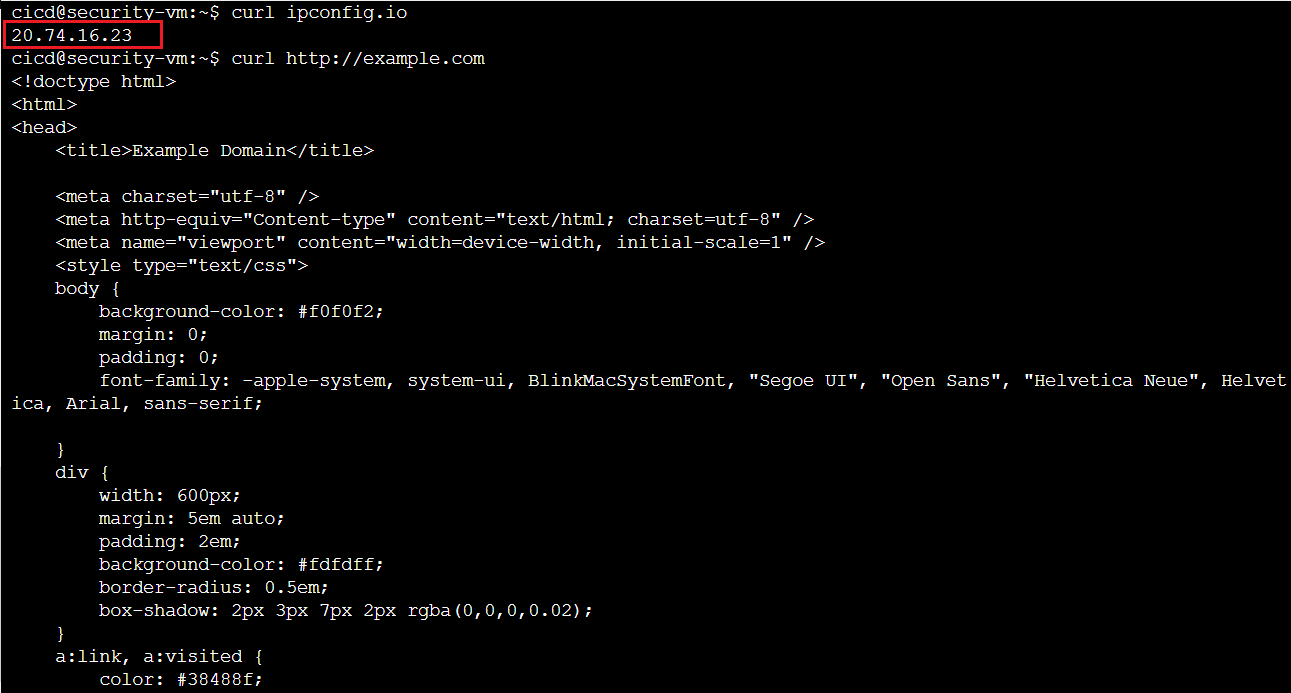 cicd@security-vm:~$ curl ipconfig.io
20.74.16.23
cicd@security-vm:~$ curl http://example.com
<!doctype html>
<html>
<head>
    <title>Example Domain</title>

    <meta charset="utf-8" />
    <meta http-equiv="Content-type" content="text/html; charset=utf-8" />
    <meta name="viewport" content="width=device-width, initial-scale=1" />
    <style type="text/css">
    body {
        background-color: #f0f0f2;
        margin: 0;
        padding: 0;
        font-family: -apple-system, system-ui, BlinkMacSystemFont, "Segoe UI", "Open Sans", "Helvetica Neue", Helvet
ica, Arial, sans-serif;

    }
    div {
        width: 600px;
        margin: 5em auto;
        padding: 2em;
        background-color: #fdfdff;
        border-radius: 0.5em;
        box-shadow: 2px 3px 7px 2px rgba(0,0,0,0.02);
    }
    a:link, a:visited {
        color: #38488f;